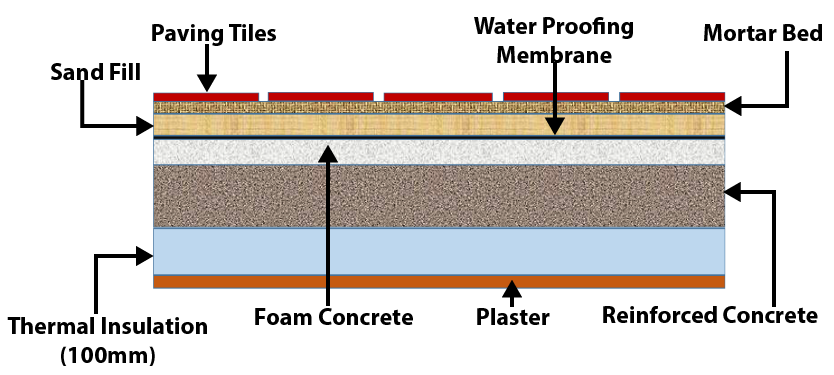 Paving Tiles
Water Proofing
Membrane
Mortar Bed
Sand Fill
Thermal Insulation
(100mm)
Foam Concrete
Plaster
Reinforced Concrete